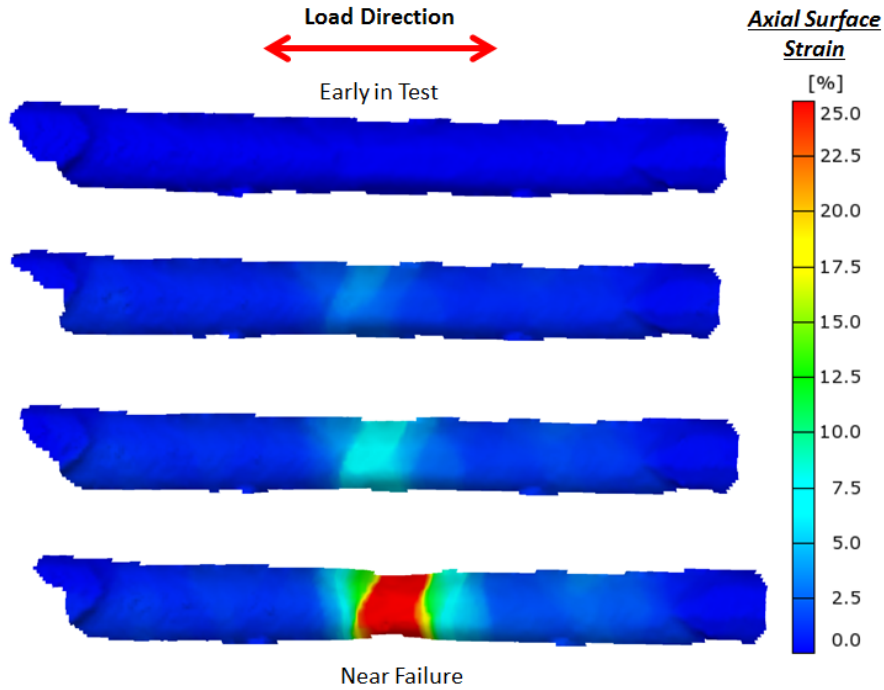 Load Direction
Early in Test
Near Failure
Axial Surface
Strain
[%]
25.0
22.5
20.0
17.5
15.0
12.5
10.0
7.5
5.0
2.5
0.0